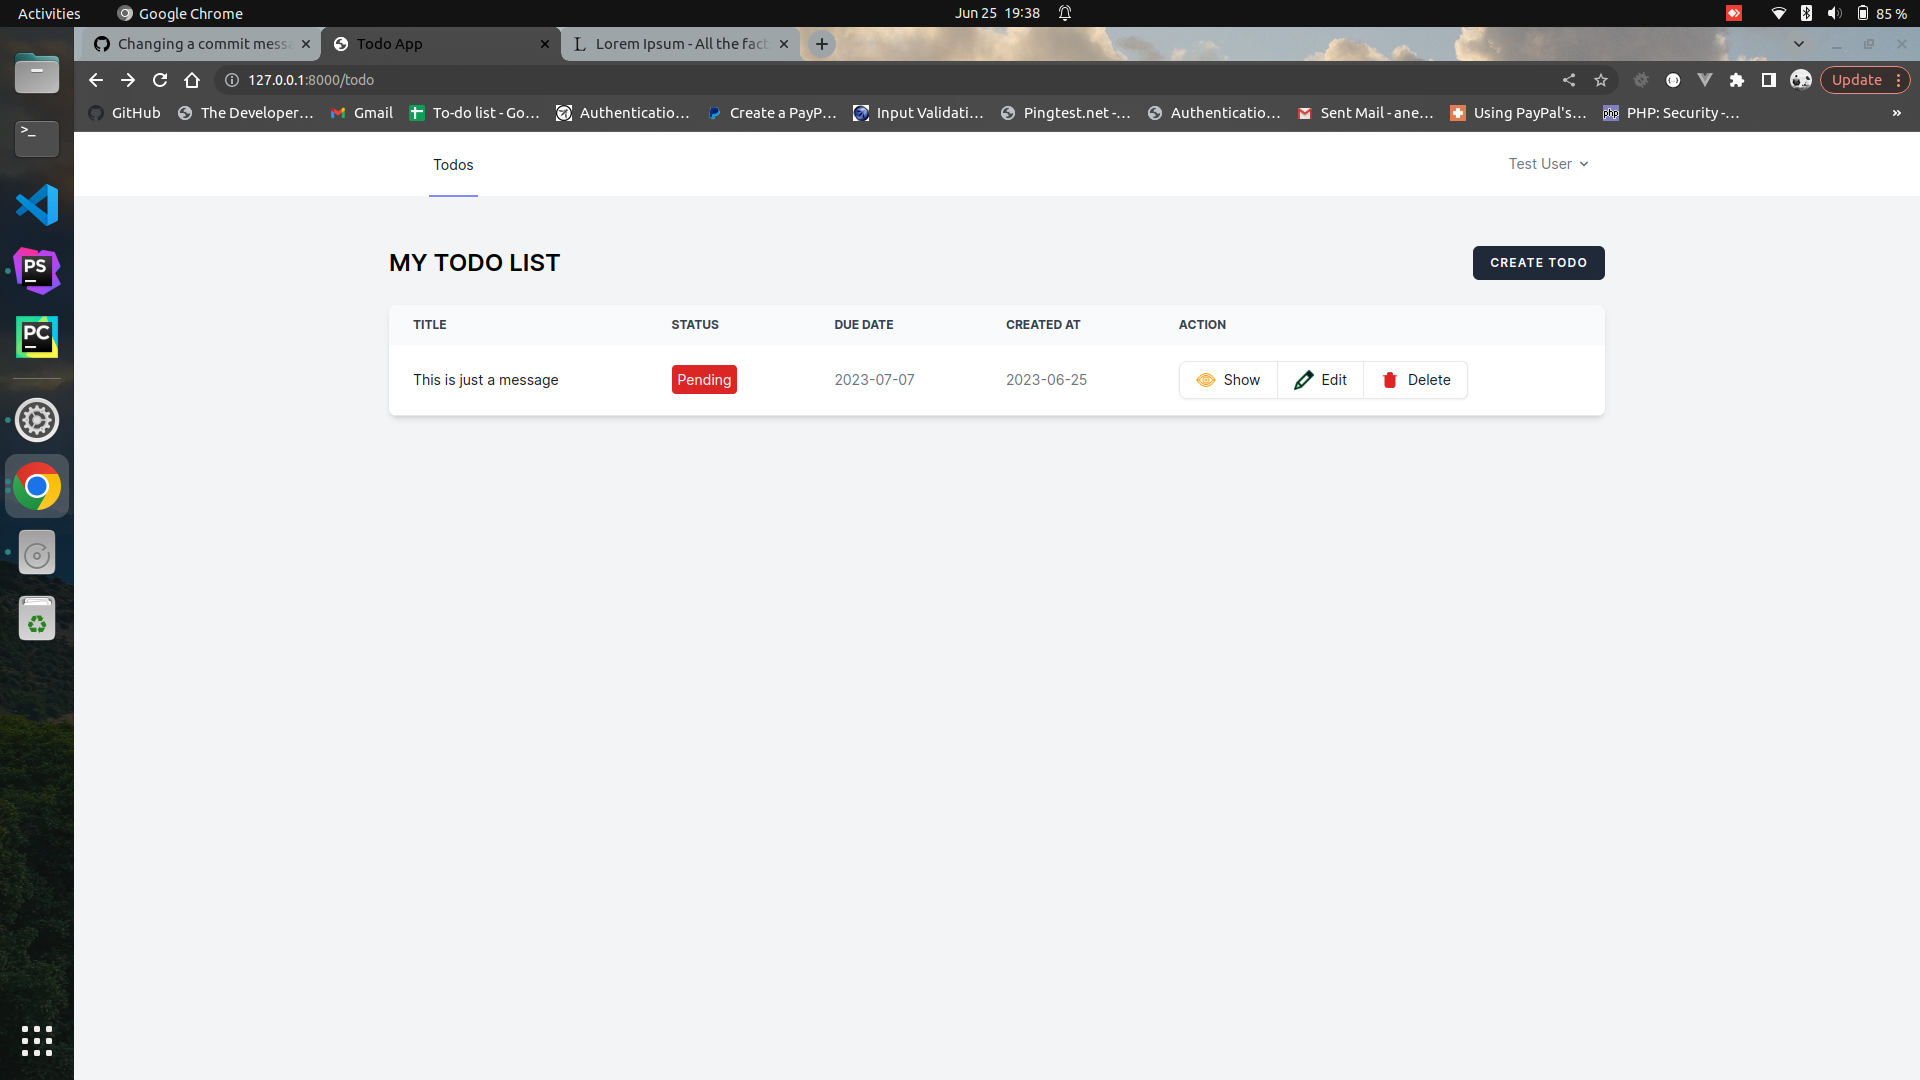 Activities Google Chrome Jun 25 19:38 85 %
Changing a commit messa Todo App Lorem Ipsum - All the fact
127.0.0.1:8000/todo Update
GitHub The Developer... Gmail To-do list - Go... Authenticatio... Create a PayP... Input Validati... Pingtest.net -... Authenticatio... Sent Mail - ane... Using PayPal's... PHP: Security -... »
Todos Test User
MY TODO LIST CREATE TODO
TITLE STATUS DUE DATE CREATED AT ACTION
This is just a message Pending 2023-07-07 2023-06-25 Show Edit Delete
>_
PS
PC
php